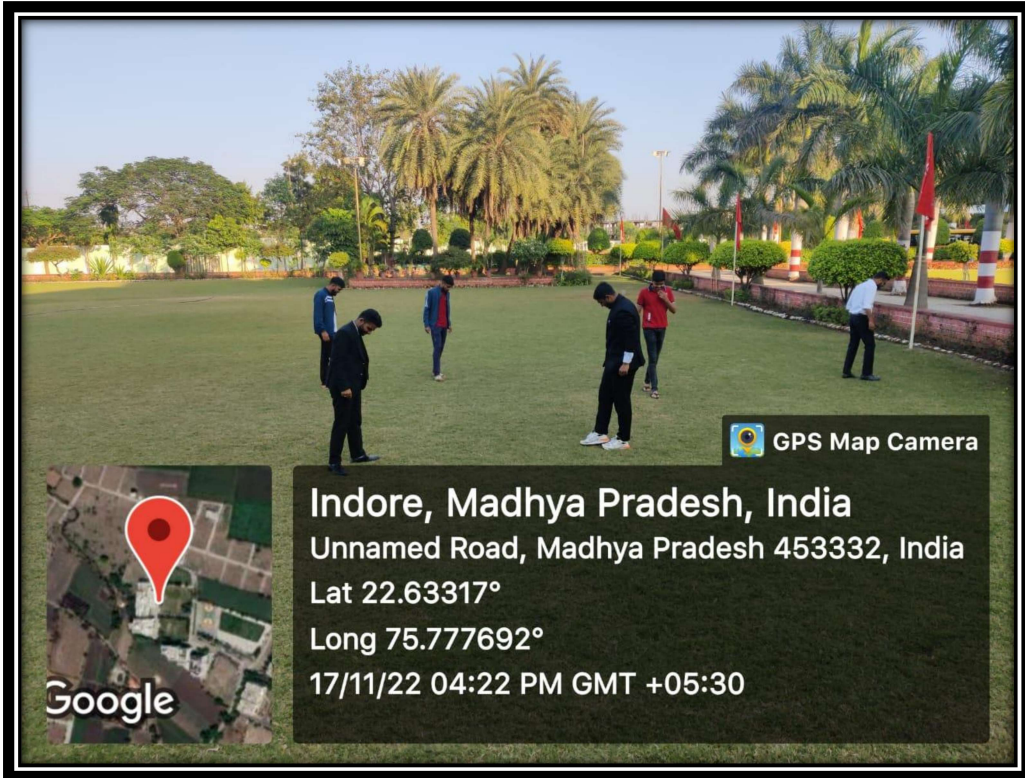 GPS Map Camera
Indore, Madhya Pradesh, India
Unnamed Road, Madhya Pradesh 453332, India
Lat 22.63317°
Long 75.777692°
17/11/22 04:22 PM GMT +05:30
Google